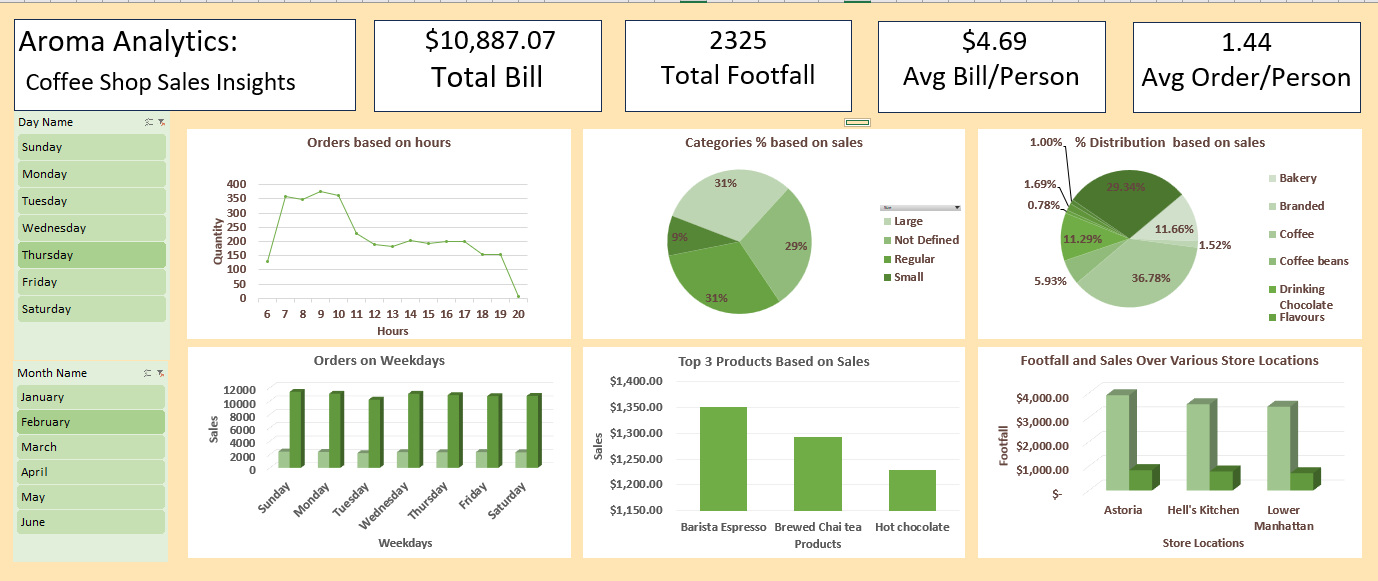 Aroma Analytics:
Coffee Shop Sales Insights
$10,887.07
Total Bill
2325
Total Footfall
$4.69
Avg Bill/Person
1.44
Avg Order/Person
Day Name
Sunday
Monday
Tuesday
Wednesday
Thursday
Friday
Saturday
Month Name
January
February
March
April
May
June
Orders based on hours
Quantity
400
350
300
250
200
150
100
50
0
6 7 8 9 10 11 12 13 14 15 16 17 18 19 20
Hours
Categories % based on sales
31%
29%
31%
9%
Large
Not Defined
Regular
Small
% Distribution based on sales
1.00%
1.69%
0.78%
29.34%
11.66%
1.52%
11.29%
5.93%
36.78%
Bakery
Branded
Coffee
Coffee beans
Drinking
Chocolate
Flavours
Orders on Weekdays
Sales
12000
10000
8000
6000
4000
2000
0
Sunday
Monday
Tuesday
Wednesday
Thursday
Friday
Saturday
Weekdays
Top 3 Products Based on Sales
Sales
$1,400.00
$1,350.00
$1,300.00
$1,250.00
$1,200.00
$1,150.00
Barista Espresso
Brewed Chai tea
Hot chocolate
Products
Footfall and Sales Over Various Store Locations
Footfall
$4,000.00
$3,000.00
$2,000.00
$1,000.00
$-
Astoria
Hell's Kitchen
Lower
Manhattan
Store Locations